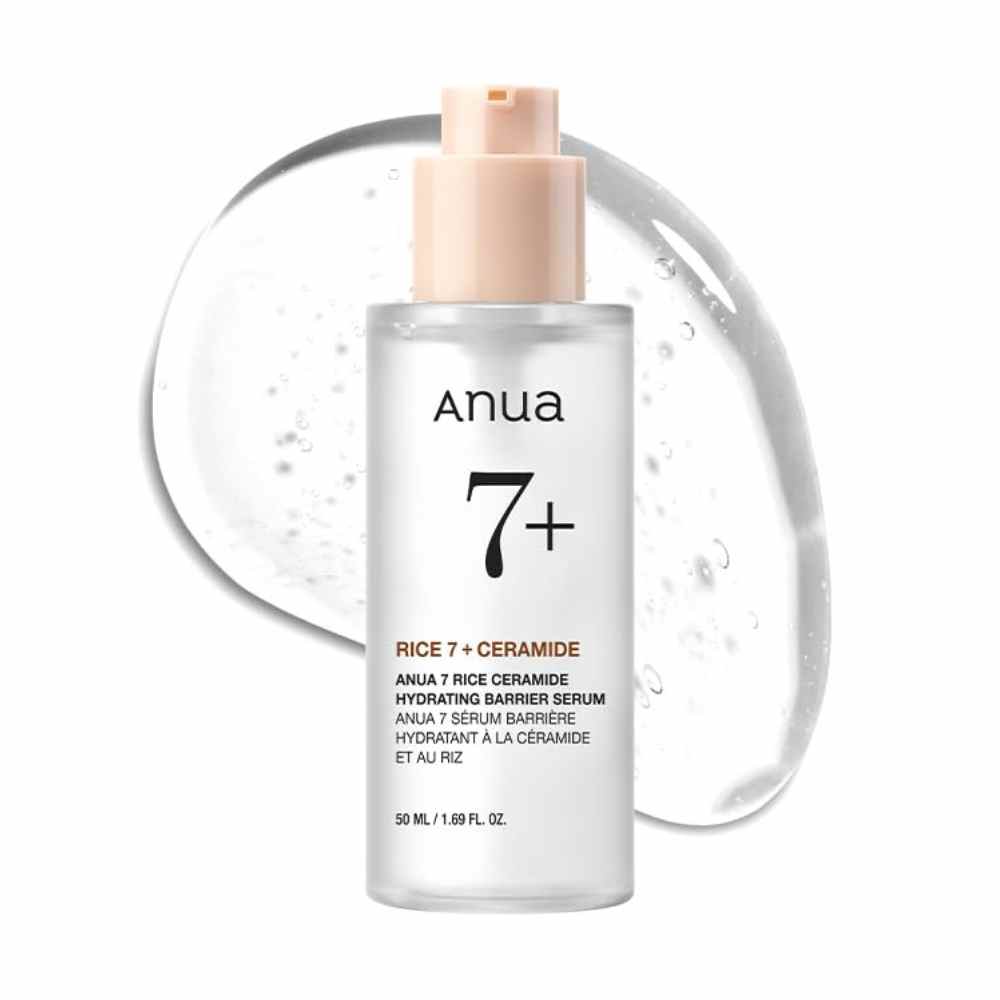 Anua
7+
RICE 7 + CERAMIDE
ANUA 7 RICE CERAMIDE
HYDRATING BARRIER SERUM
ANUA 7 SÉRUM BARRIÈRE
HYDRATANT À LA CÉRAMIDE
ET AU RIZ
50 ML / 1.69 FL. OZ.